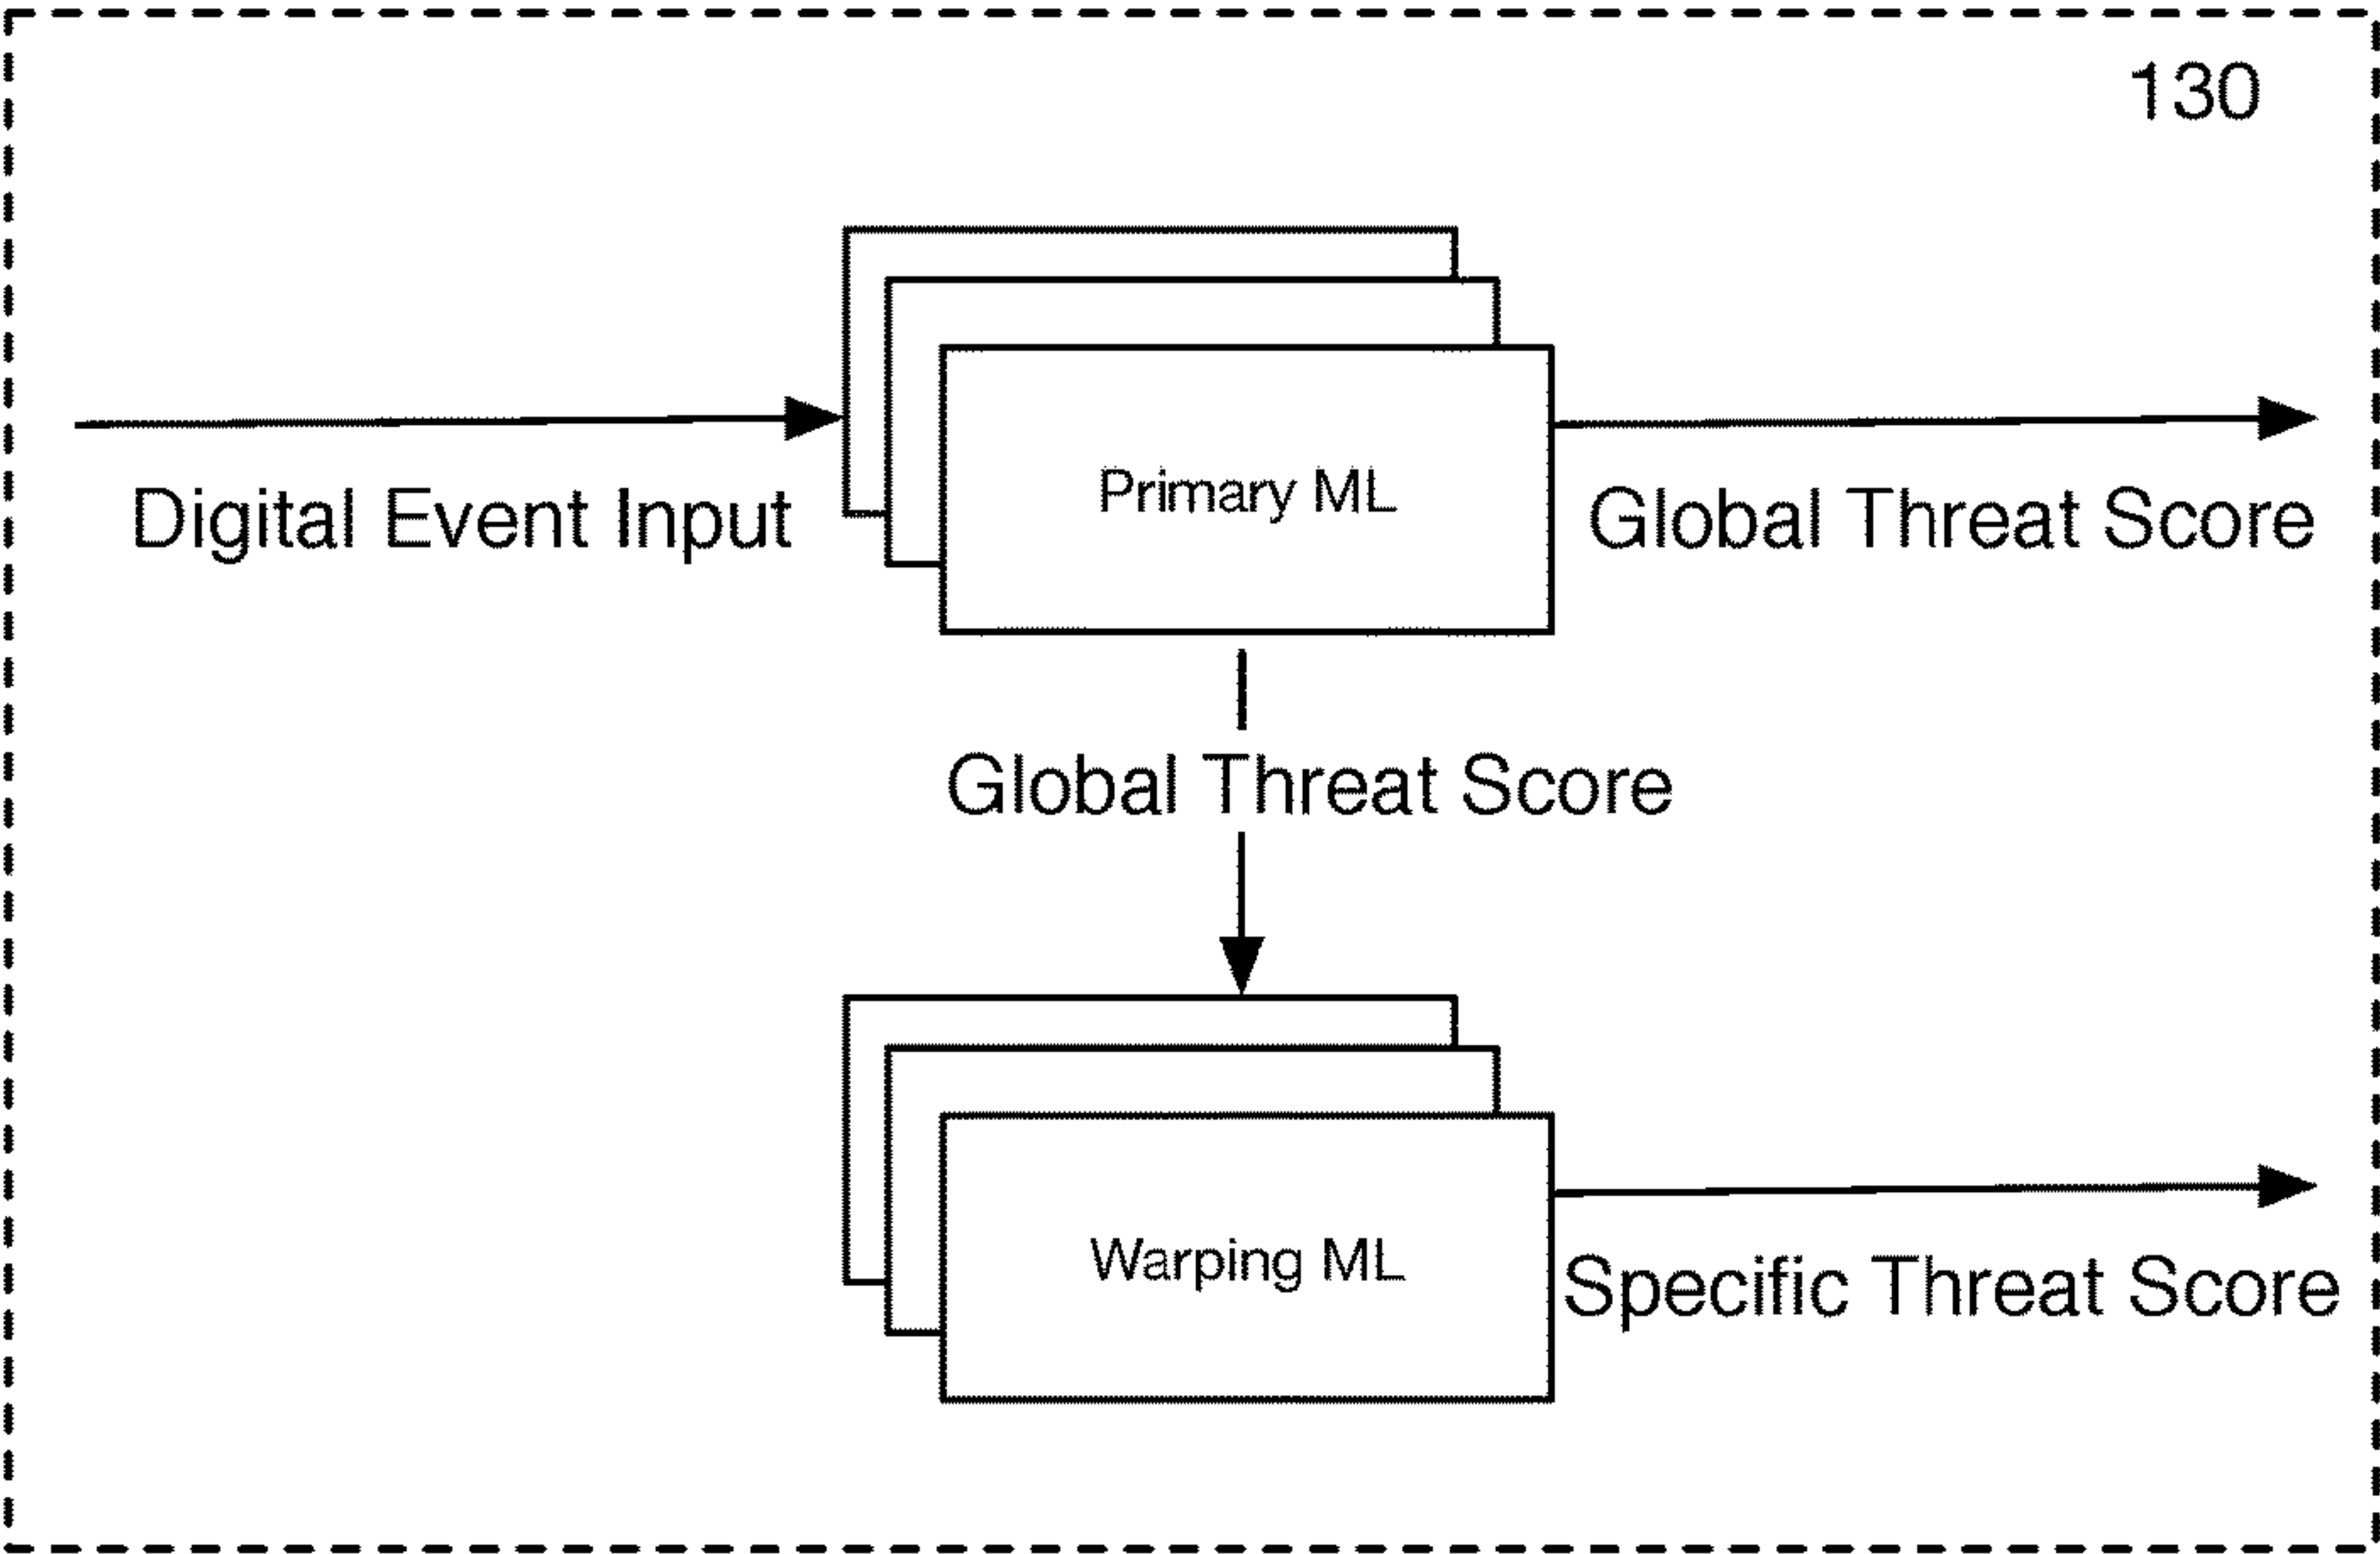 130
Primary ML
Digital Event Input
Global Threat Score
Global Threat Score
Warping ML
Specific Threat Score